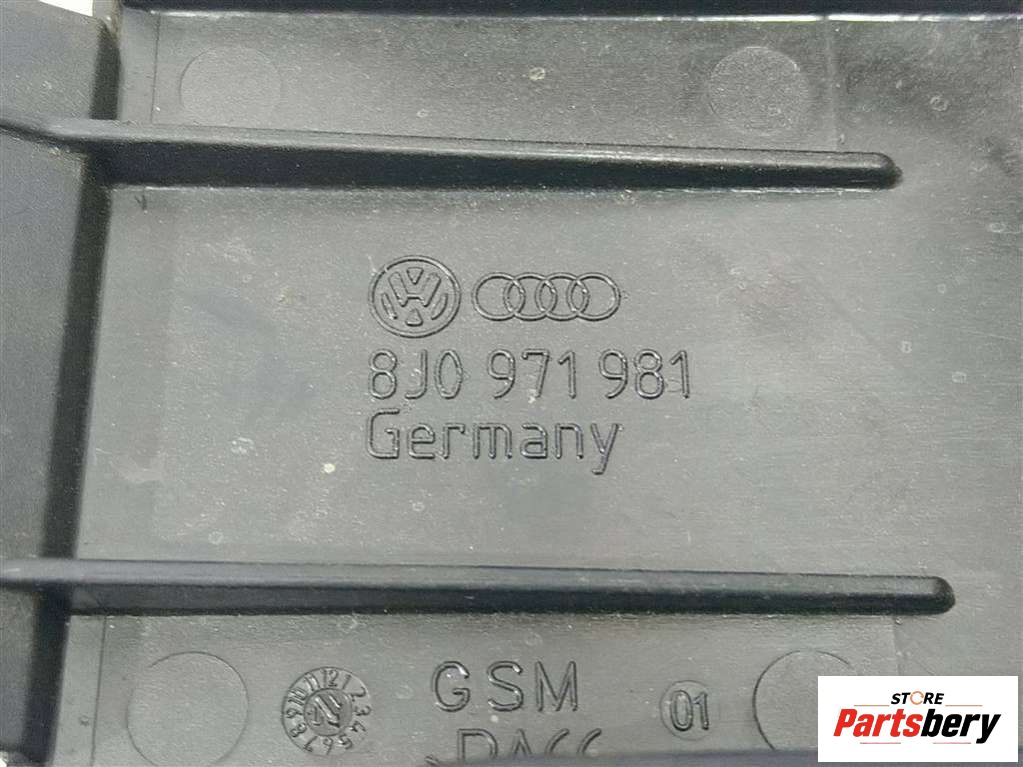 8J0 971 981
Germany
GSM
01
STORE
Partsbery